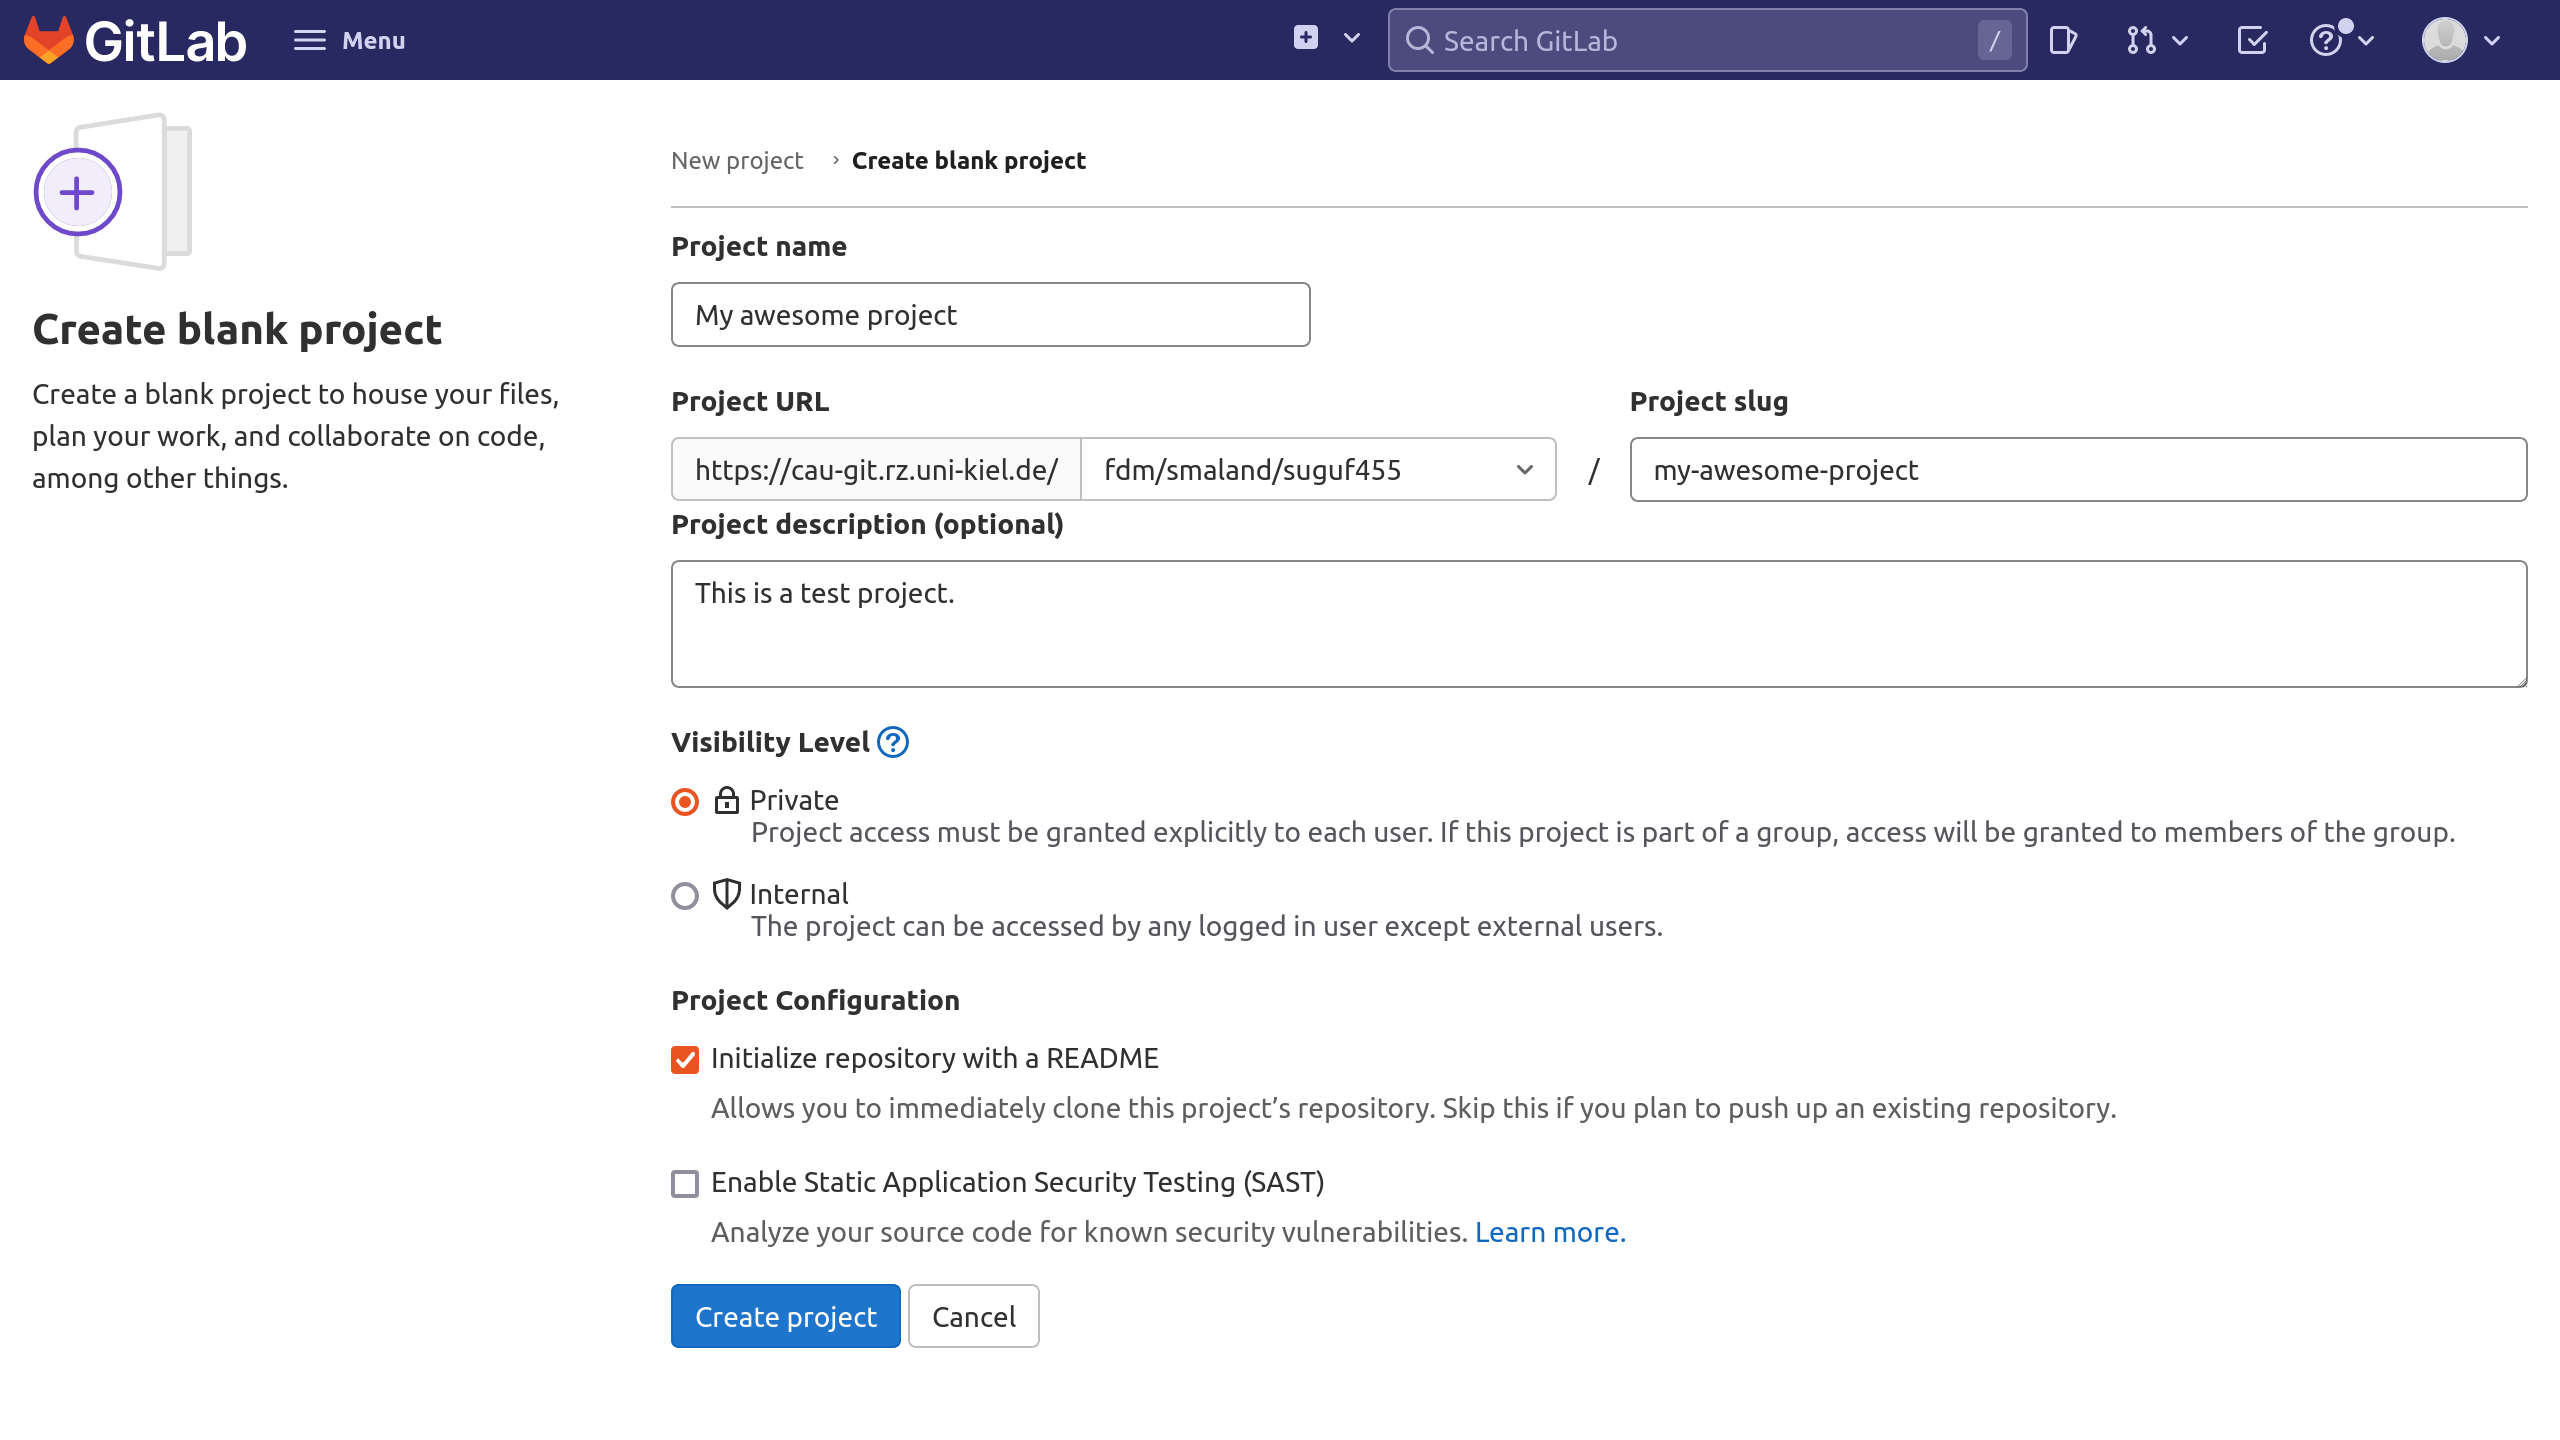 GitLab
Menu
Search GitLab
/
New project › Create blank project
Create blank project
Create a blank project to house your files,
plan your work, and collaborate on code,
among other things.
Project name
My awesome project
Project URL
Project slug
https://cau-git.rz.uni-kiel.de/ fdm/smaland/suguf455 / my-awesome-project
Project description (optional)
This is a test project.
Visibility Level ?
Private
Project access must be granted explicitly to each user. If this project is part of a group, access will be granted to members of the group.
Internal
The project can be accessed by any logged in user except external users.
Project Configuration
Initialize repository with a README
Allows you to immediately clone this project’s repository. Skip this if you plan to push up an existing repository.
Enable Static Application Security Testing (SAST)
Analyze your source code for known security vulnerabilities. Learn more.
Create project
Cancel